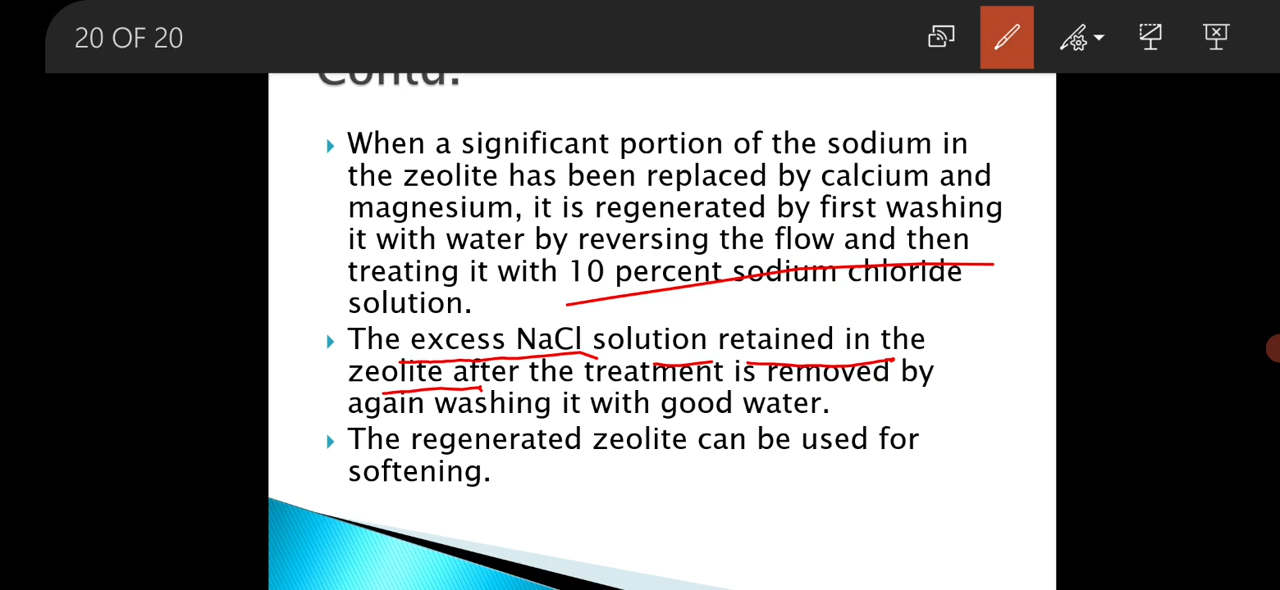 20 OF 20
Contd.
When a significant portion of the sodium in
the zeolite has been replaced by calcium and
magnesium, it is regenerated by first washing
it with water by reversing the flow and then
treating it with 10 percent sodium chloride
solution.
The excess NaCl solution retained in the
zeolite after the treatment is removed by
again washing it with good water.
The regenerated zeolite can be used for
softening.